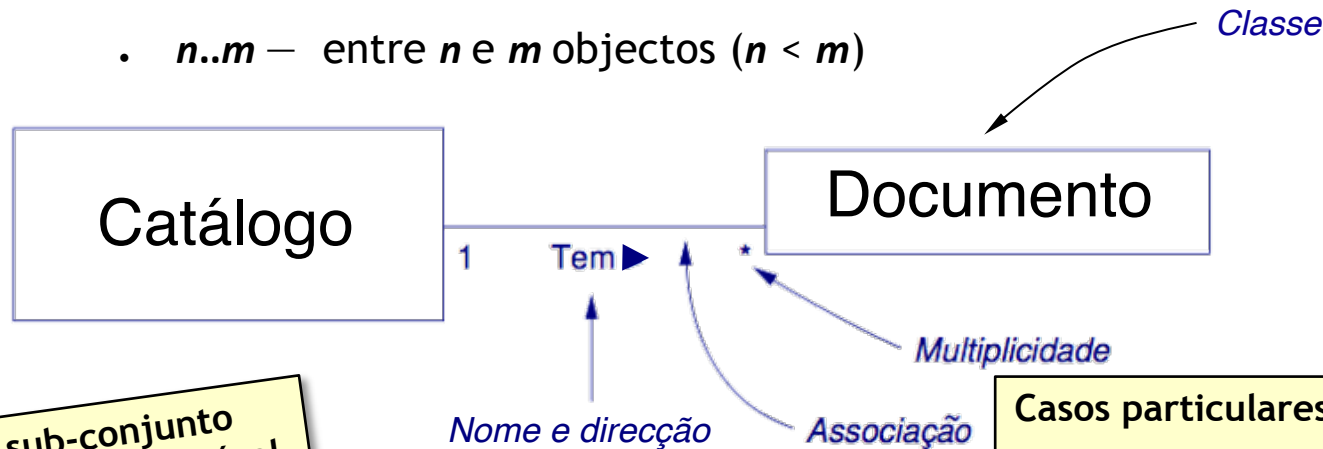 Classe
• n..m — entre n e m objectos (n < m)
Catálogo
Documento
1 Tem ▶ *
Multiplicidade
sub-conjunto
Nome e direcção
Associação
Casos particulares